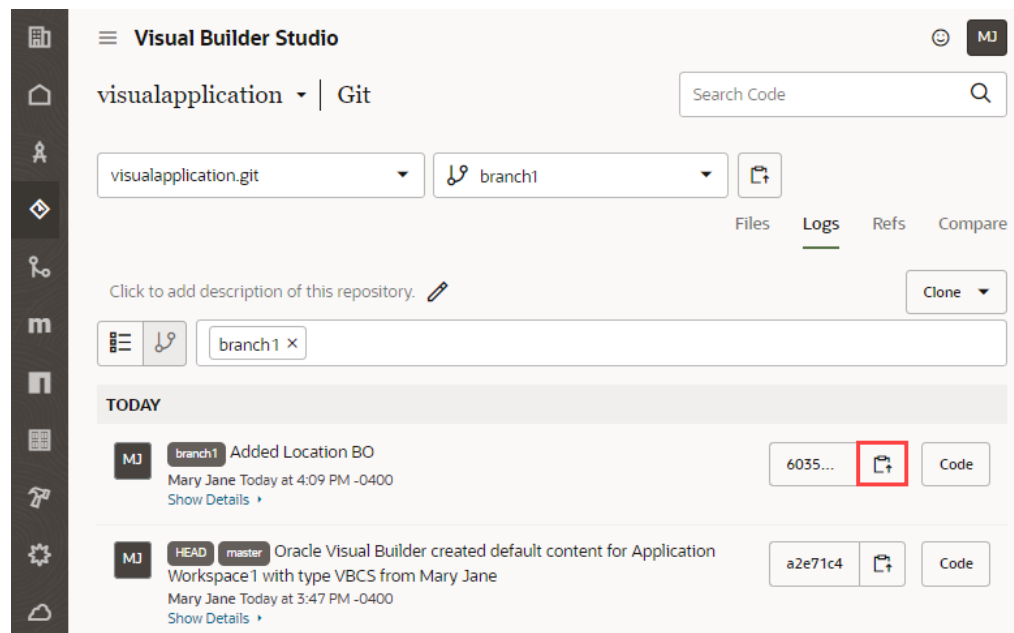 Visual Builder Studio
MJ
visualapplication
Git
Search Code
visualapplication.git
branch1
Files
Logs
Refs
Compare
Click to add description of this repository.
Clone
branch1 ×
TODAY
MJ
branch1 Added Location BO
6035...
Code
Mary Jane Today at 4:09 PM -0400
Show Details
MJ
HEAD master Oracle Visual Builder created default content for Application
Workspace1 with type VBCS from Mary Jane
a2e71c4
Code
Mary Jane Today at 3:47 PM -0400
Show Details